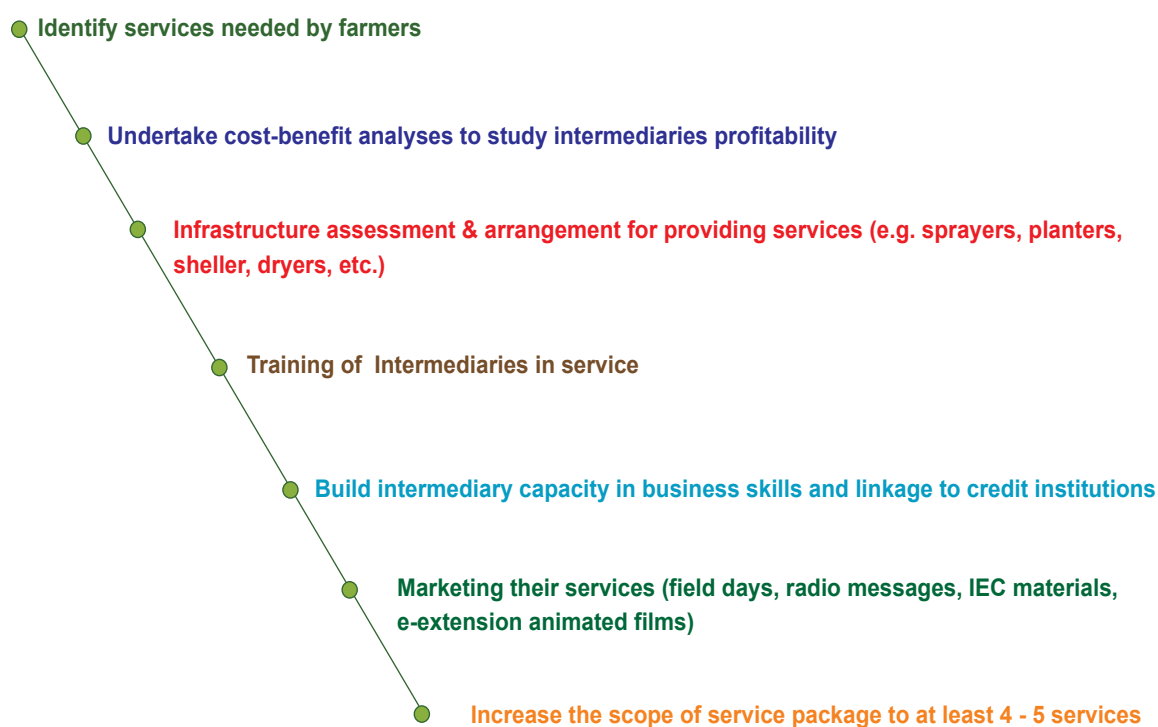 Identify services needed by farmers
Undertake cost-benefit analyses to study intermediaries profitability
Infrastructure assessment & arrangement for providing services (e.g. sprayers, planters,
sheller, dryers, etc.)
Training of Intermediaries in service
Build intermediary capacity in business skills and linkage to credit institutions
Marketing their services (field days, radio messages, IEC materials,
e-extension animated films)
Increase the scope of service package to at least 4 - 5 services